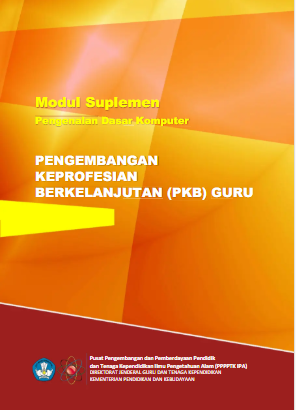 Modul Suplemen
Pengenalan Dasar Komputer
PENGEMBANGAN
KEPROFESIAN
BERKELANJUTAN (PKB) GURU
Pusat Pengembangan dan Pemberdayaan Pendidik
dan Tenaga Kependidikan Ilmu Pengetahuan Alam (PPPPTK IPA)
DIREKTORAT JENDERAL GURU DAN TENAGA KEPENDIDIKAN
KEMENTERIAN PENDIDIKAN DAN KEBUDAYAAN